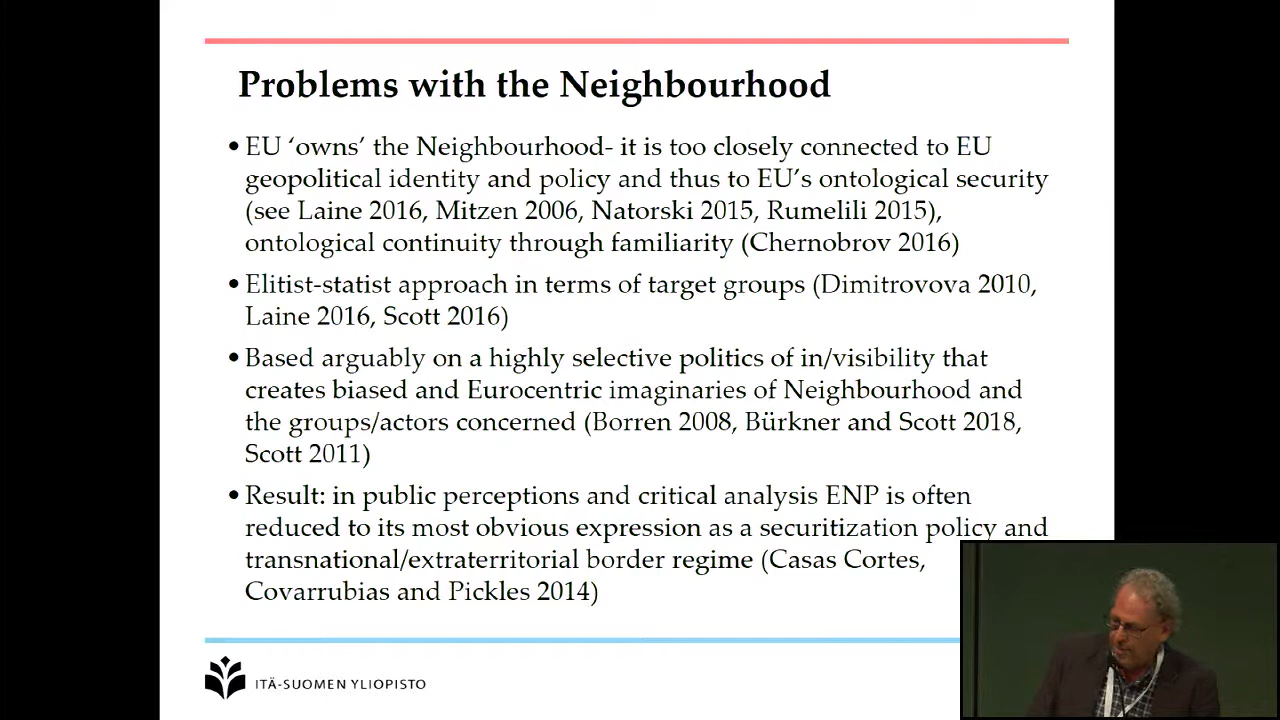 Problems with the Neighbourhood
• EU ‘owns’ the Neighbourhood- it is too closely connected to EU
geopolitical identity and policy and thus to EU’s ontological security
(see Laine 2016, Mitzen 2006, Natorski 2015, Rumelili 2015),
ontological continuity through familiarity (Chernobrov 2016)
• Elitist-statist approach in terms of target groups (Dimitrovova 2010,
Laine 2016, Scott 2016)
• Based arguably on a highly selective politics of in/visibility that
creates biased and Eurocentric imaginaries of Neighbourhood and
the groups/actors concerned (Borren 2008, Bürkner and Scott 2018,
Scott 2011)
• Result: in public perceptions and critical analysis ENP is often
reduced to its most obvious expression as a securitization policy and
transnational/extraterritorial border regime (Casas Cortes,
Covarrubias and Pickles 2014)
ITÄ-SUOMEN YLIOPISTO